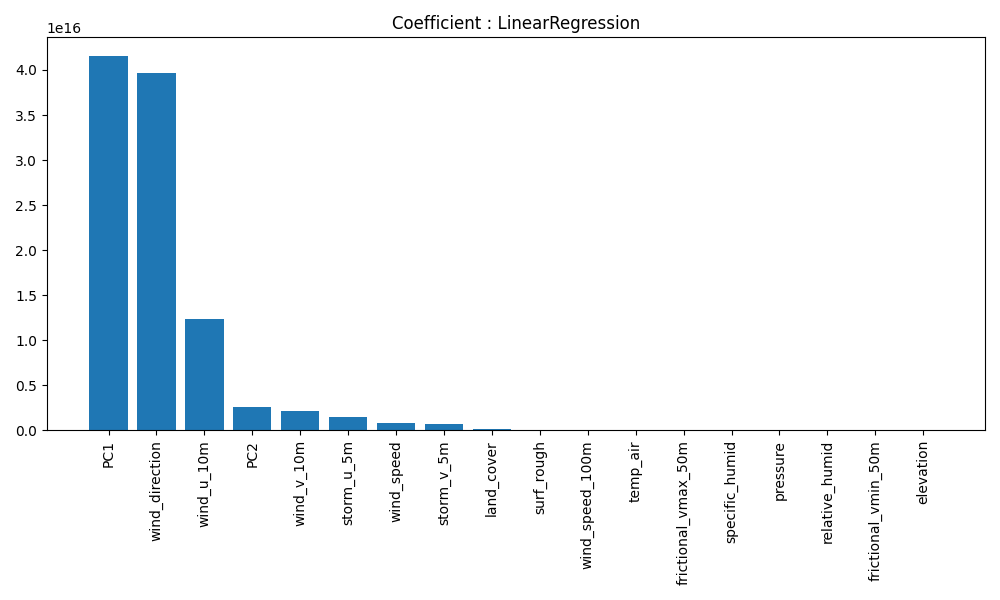 Coefficient : LinearRegression
1e16
4.0
3.5
3.0
2.5
2.0
1.5
1.0
0.5
0.0
PC1
wind_direction
wind_u_10m
PC2
wind_v_10m
storm_u_5m
wind_speed
storm_v_5m
land_cover
surf_rough
wind_speed_100m
temp_air
frictional_vmax_50m
specific_humid
pressure
relative_humid
frictional_vmin_50m
elevation